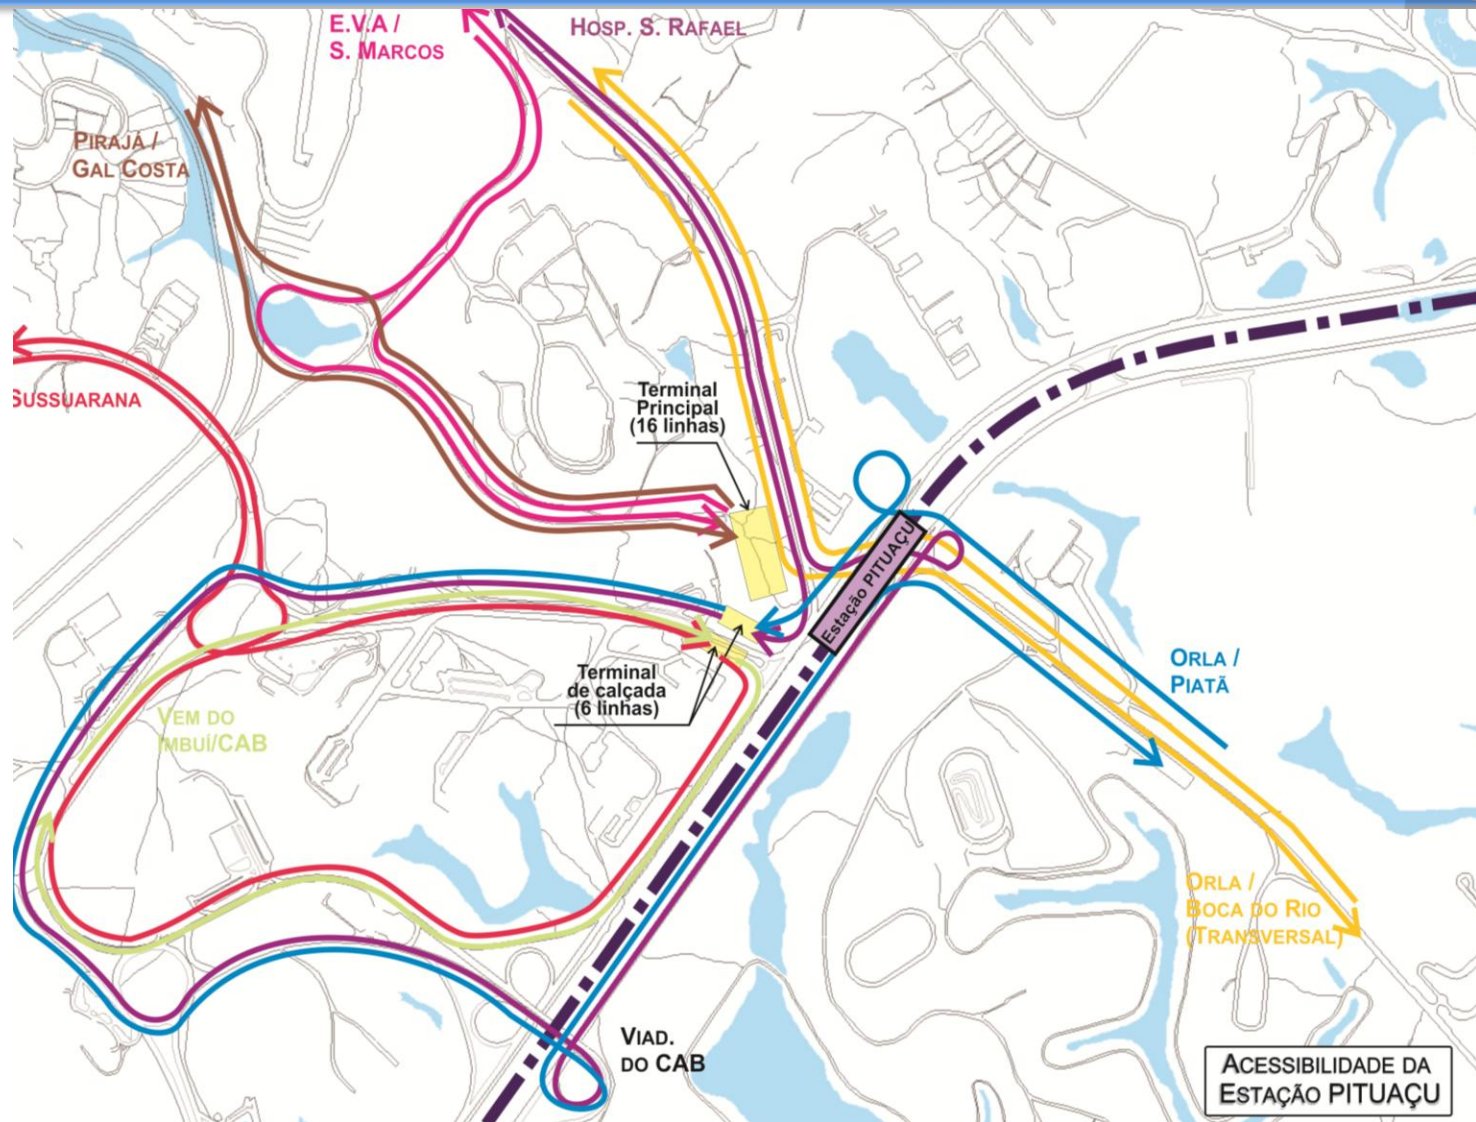 E.V.A /
S. MARCOS
HOSP. S. RAFAEL
PIRAJÁ /
GAL COSTA
SUSSUARANA
Terminal
Principal
(16 linhas)
Estação PITUAÇU
Terminal
de calçada
(6 linhas)
ORLA /
PIATÃ
VEM DO
IMBUÍ/CAB
ORLA /
BOCA DO RIO
(TRANSVERSAL)
VIAD.
DO CAB
ACESSIBILIDADE DA
ESTAÇÃO PITUAÇU